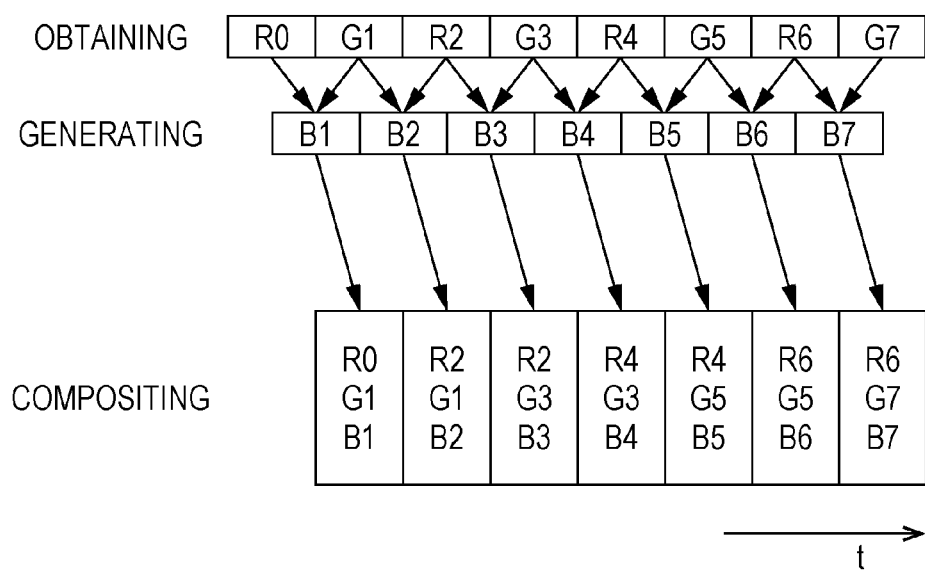 OBTAINING R0 G1 R2 G3 R4 G5 R6 G7
GENERATING B1 B2 B3 B4 B5 B6 B7
R0 R2 R2 R4 R4 R6 R6
COMPOSITING G1 G1 G3 G3 G5 G5 G7
B1 B2 B3 B4 B5 B6 B7
t